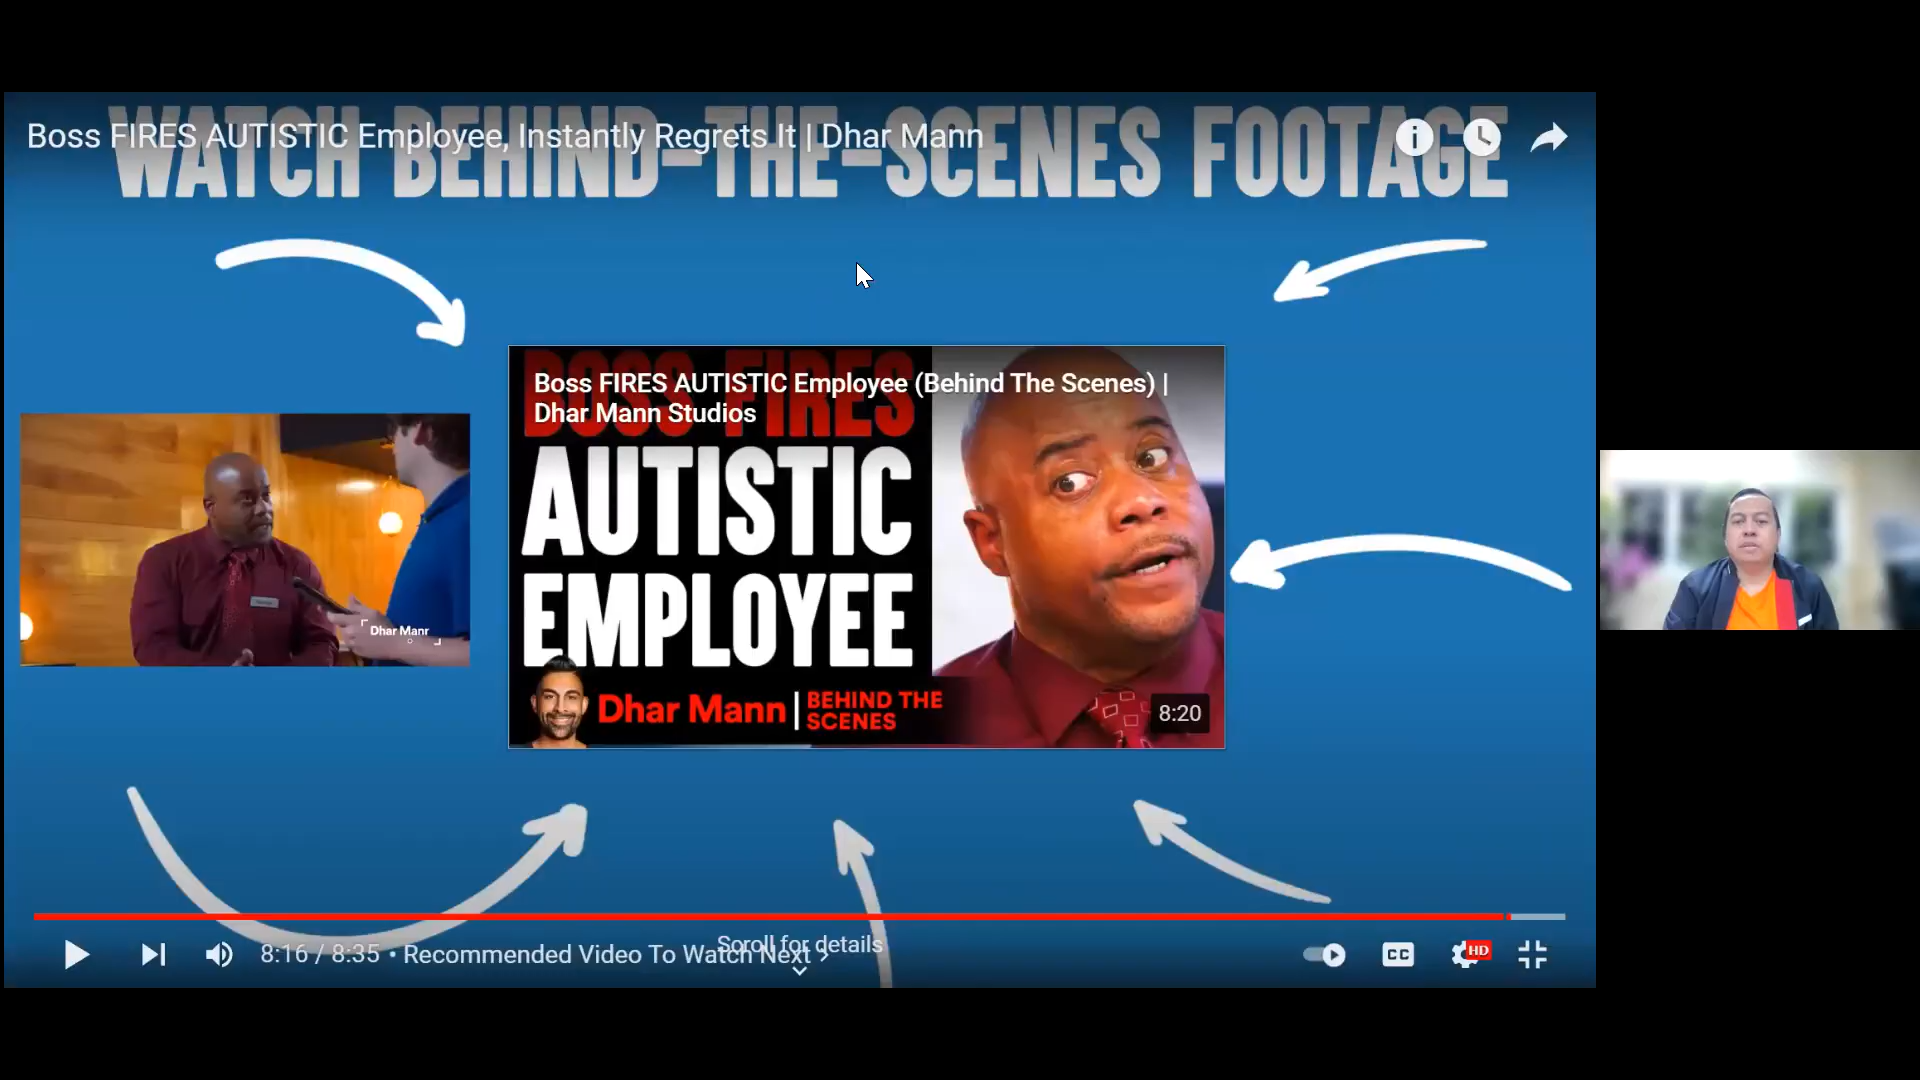 WATCH BEHIND-THE-SCENES FOOTAGE
Boss FIRES AUTISTIC Employee, Instantly Regrets It | Dhar Mann
Boss FIRES AUTISTIC Employee (Behind The Scenes) |
Dhar Mann Studios
BOSS FIRES
AUTISTIC
EMPLOYEE
Dhar Mann | BEHIND THE
SCENES
8:20
Dhar Mann
8:16 / 8:35 • Recommended Video To Watch Next >
Scroll for details
CC
HD